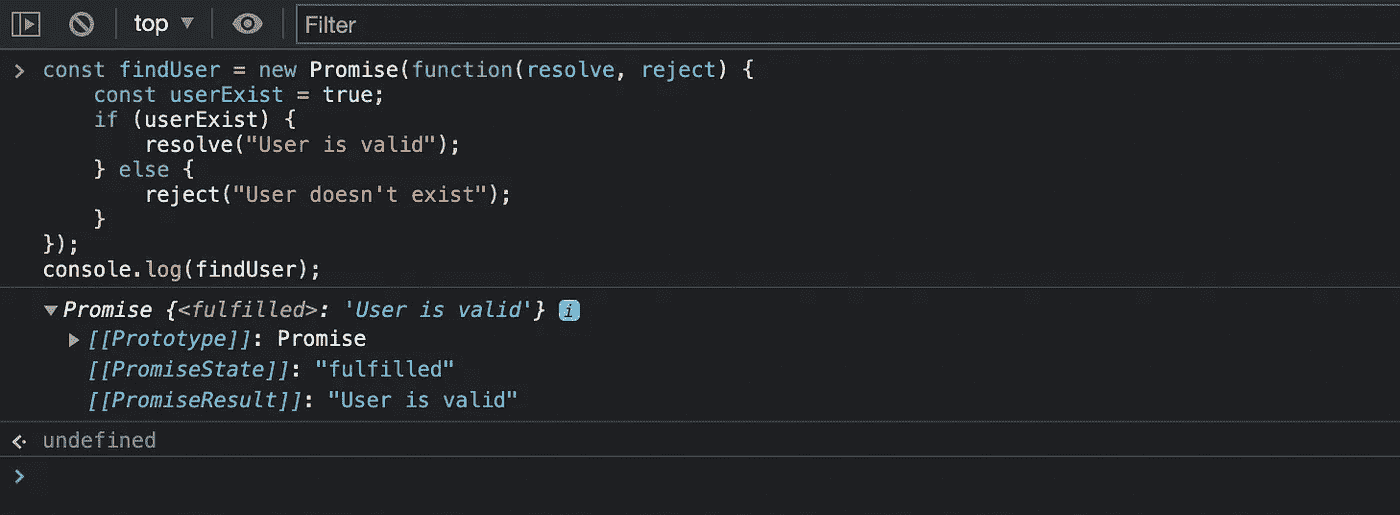 top ▼ Filter
> const findUser = new Promise(function(resolve, reject) {
    const userExist = true;
    if (userExist) {
        resolve("User is valid");
    } else {
        reject("User doesn't exist");
    }
});
console.log(findUser);
▼Promise {<fulfilled>: 'User is valid'} i
▶[[Prototype]]: Promise
[[PromiseState]]: "fulfilled"
[[PromiseResult]]: "User is valid"
<· undefined
>